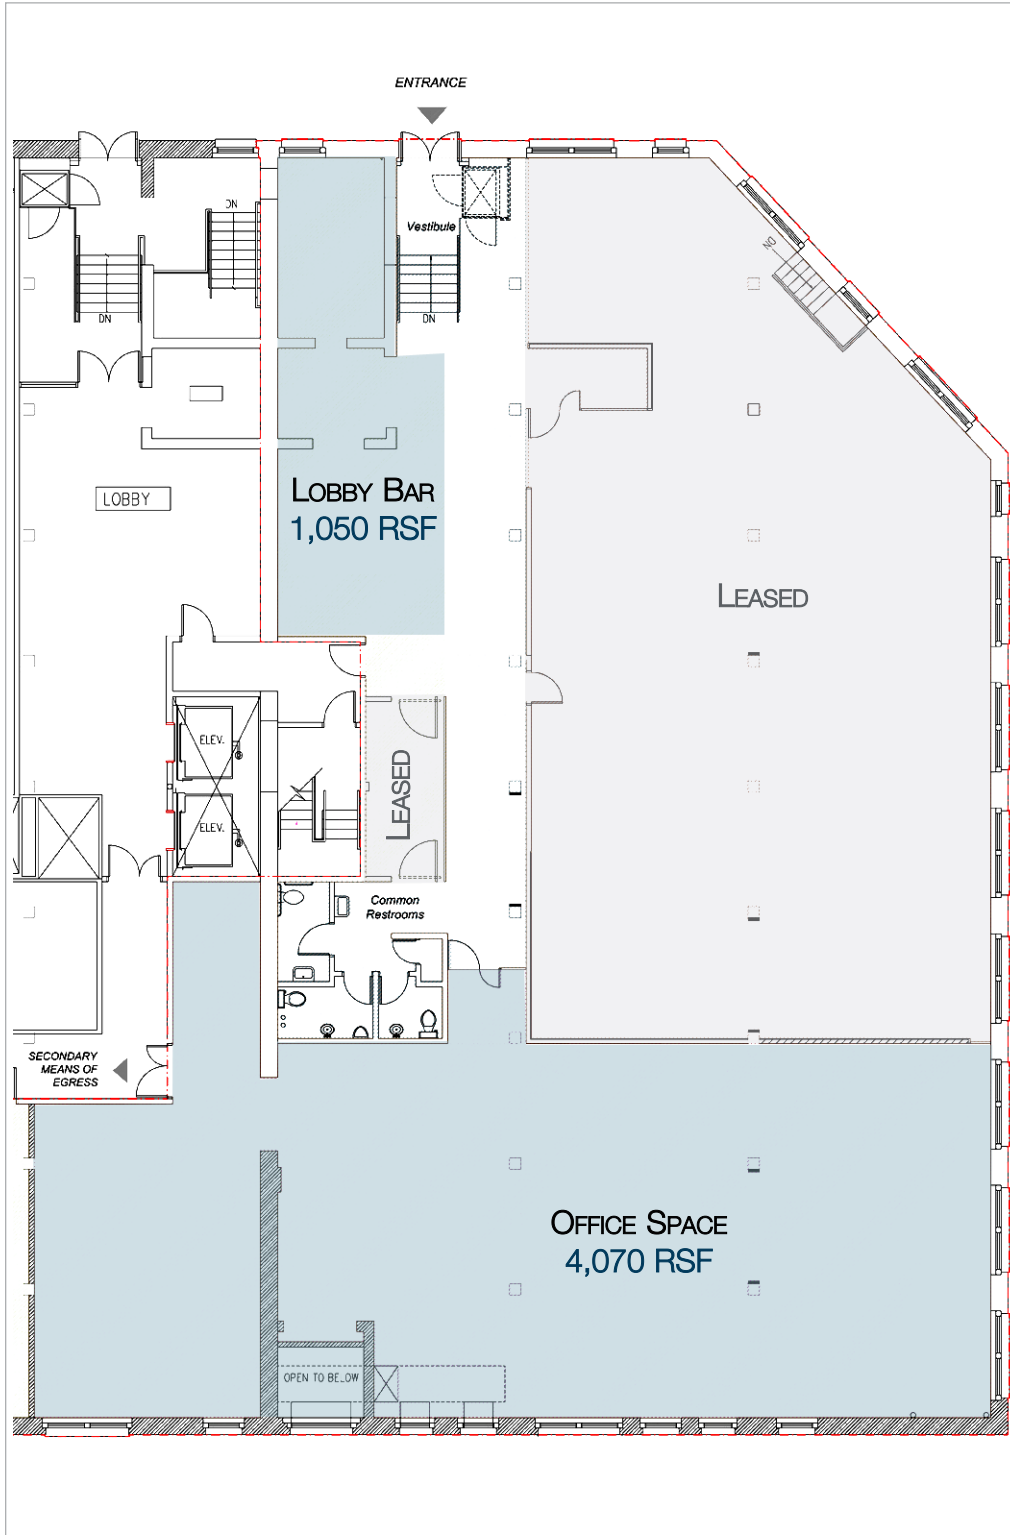 ENTRANCE
DN
Vestibule
DN
DN
DN
LOBBY
LOBBY BAR
1,050 RSF
LEASED
ELEV.
LEASED
ELEV.
Common
Restrooms
SECONDARY
MEANS OF
EGRESS
OFFICE SPACE
4,070 RSF
OPEN TO BELOW